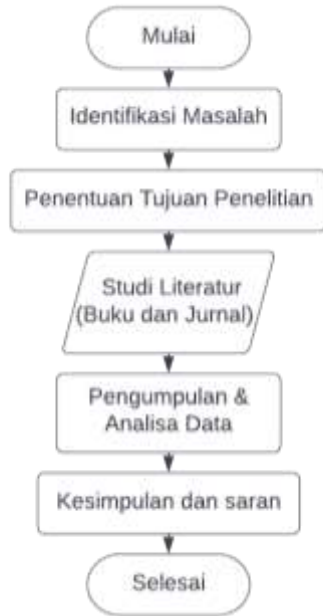 Mulai
Identifikasi Masalah
Penentuan Tujuan Penelitian
Studi Literatur
(Buku dan Jurnal)
Pengumpulan &
Analisa Data
Kesimpulan dan saran
Selesai